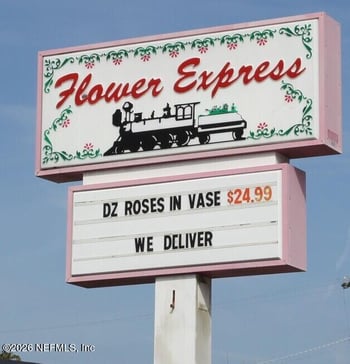 Flower Express
DZ ROSES IN VASE $24.99
WE DELIVER
©2026 NEFMLS, Inc